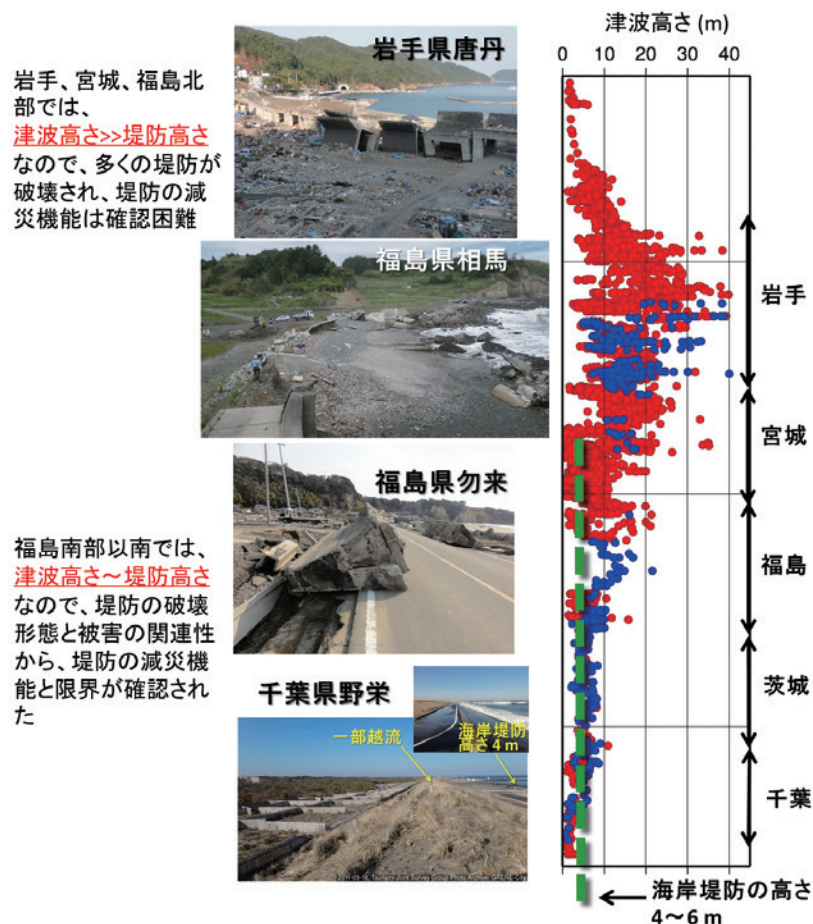 岩手、宮城、福島北
部では、
津波高さ>>堤防高さ
なので、多くの堤防が
破壊され、堤防の減
災機能は確認困難
岩手県唐丹
福島県相馬
福島南部以南では、
津波高さ～堤防高さ
なので、堤防の破壊
形態と被害の関連性
から、堤防の減災機
能と限界が確認され
た
福島県勿来
千葉県野栄
一部越流
海岸堤防
高さ4m
津波高さ (m)
0 10 20 30 40
岩手
宮城
福島
茨城
千葉
海岸堤防の高さ
4～6 m